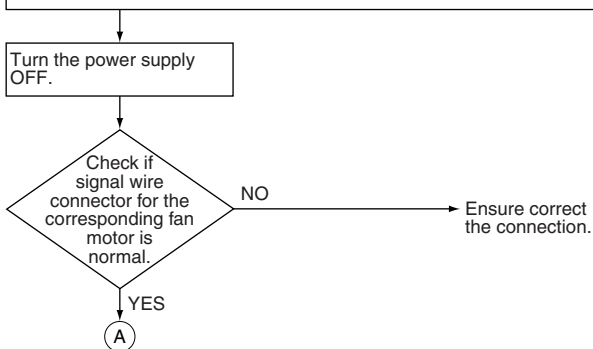 Turn the power supply
OFF.
Check if
signal wire
connector for the
corresponding fan
motor is
normal.
NO
Ensure correct
the connection.
YES
A